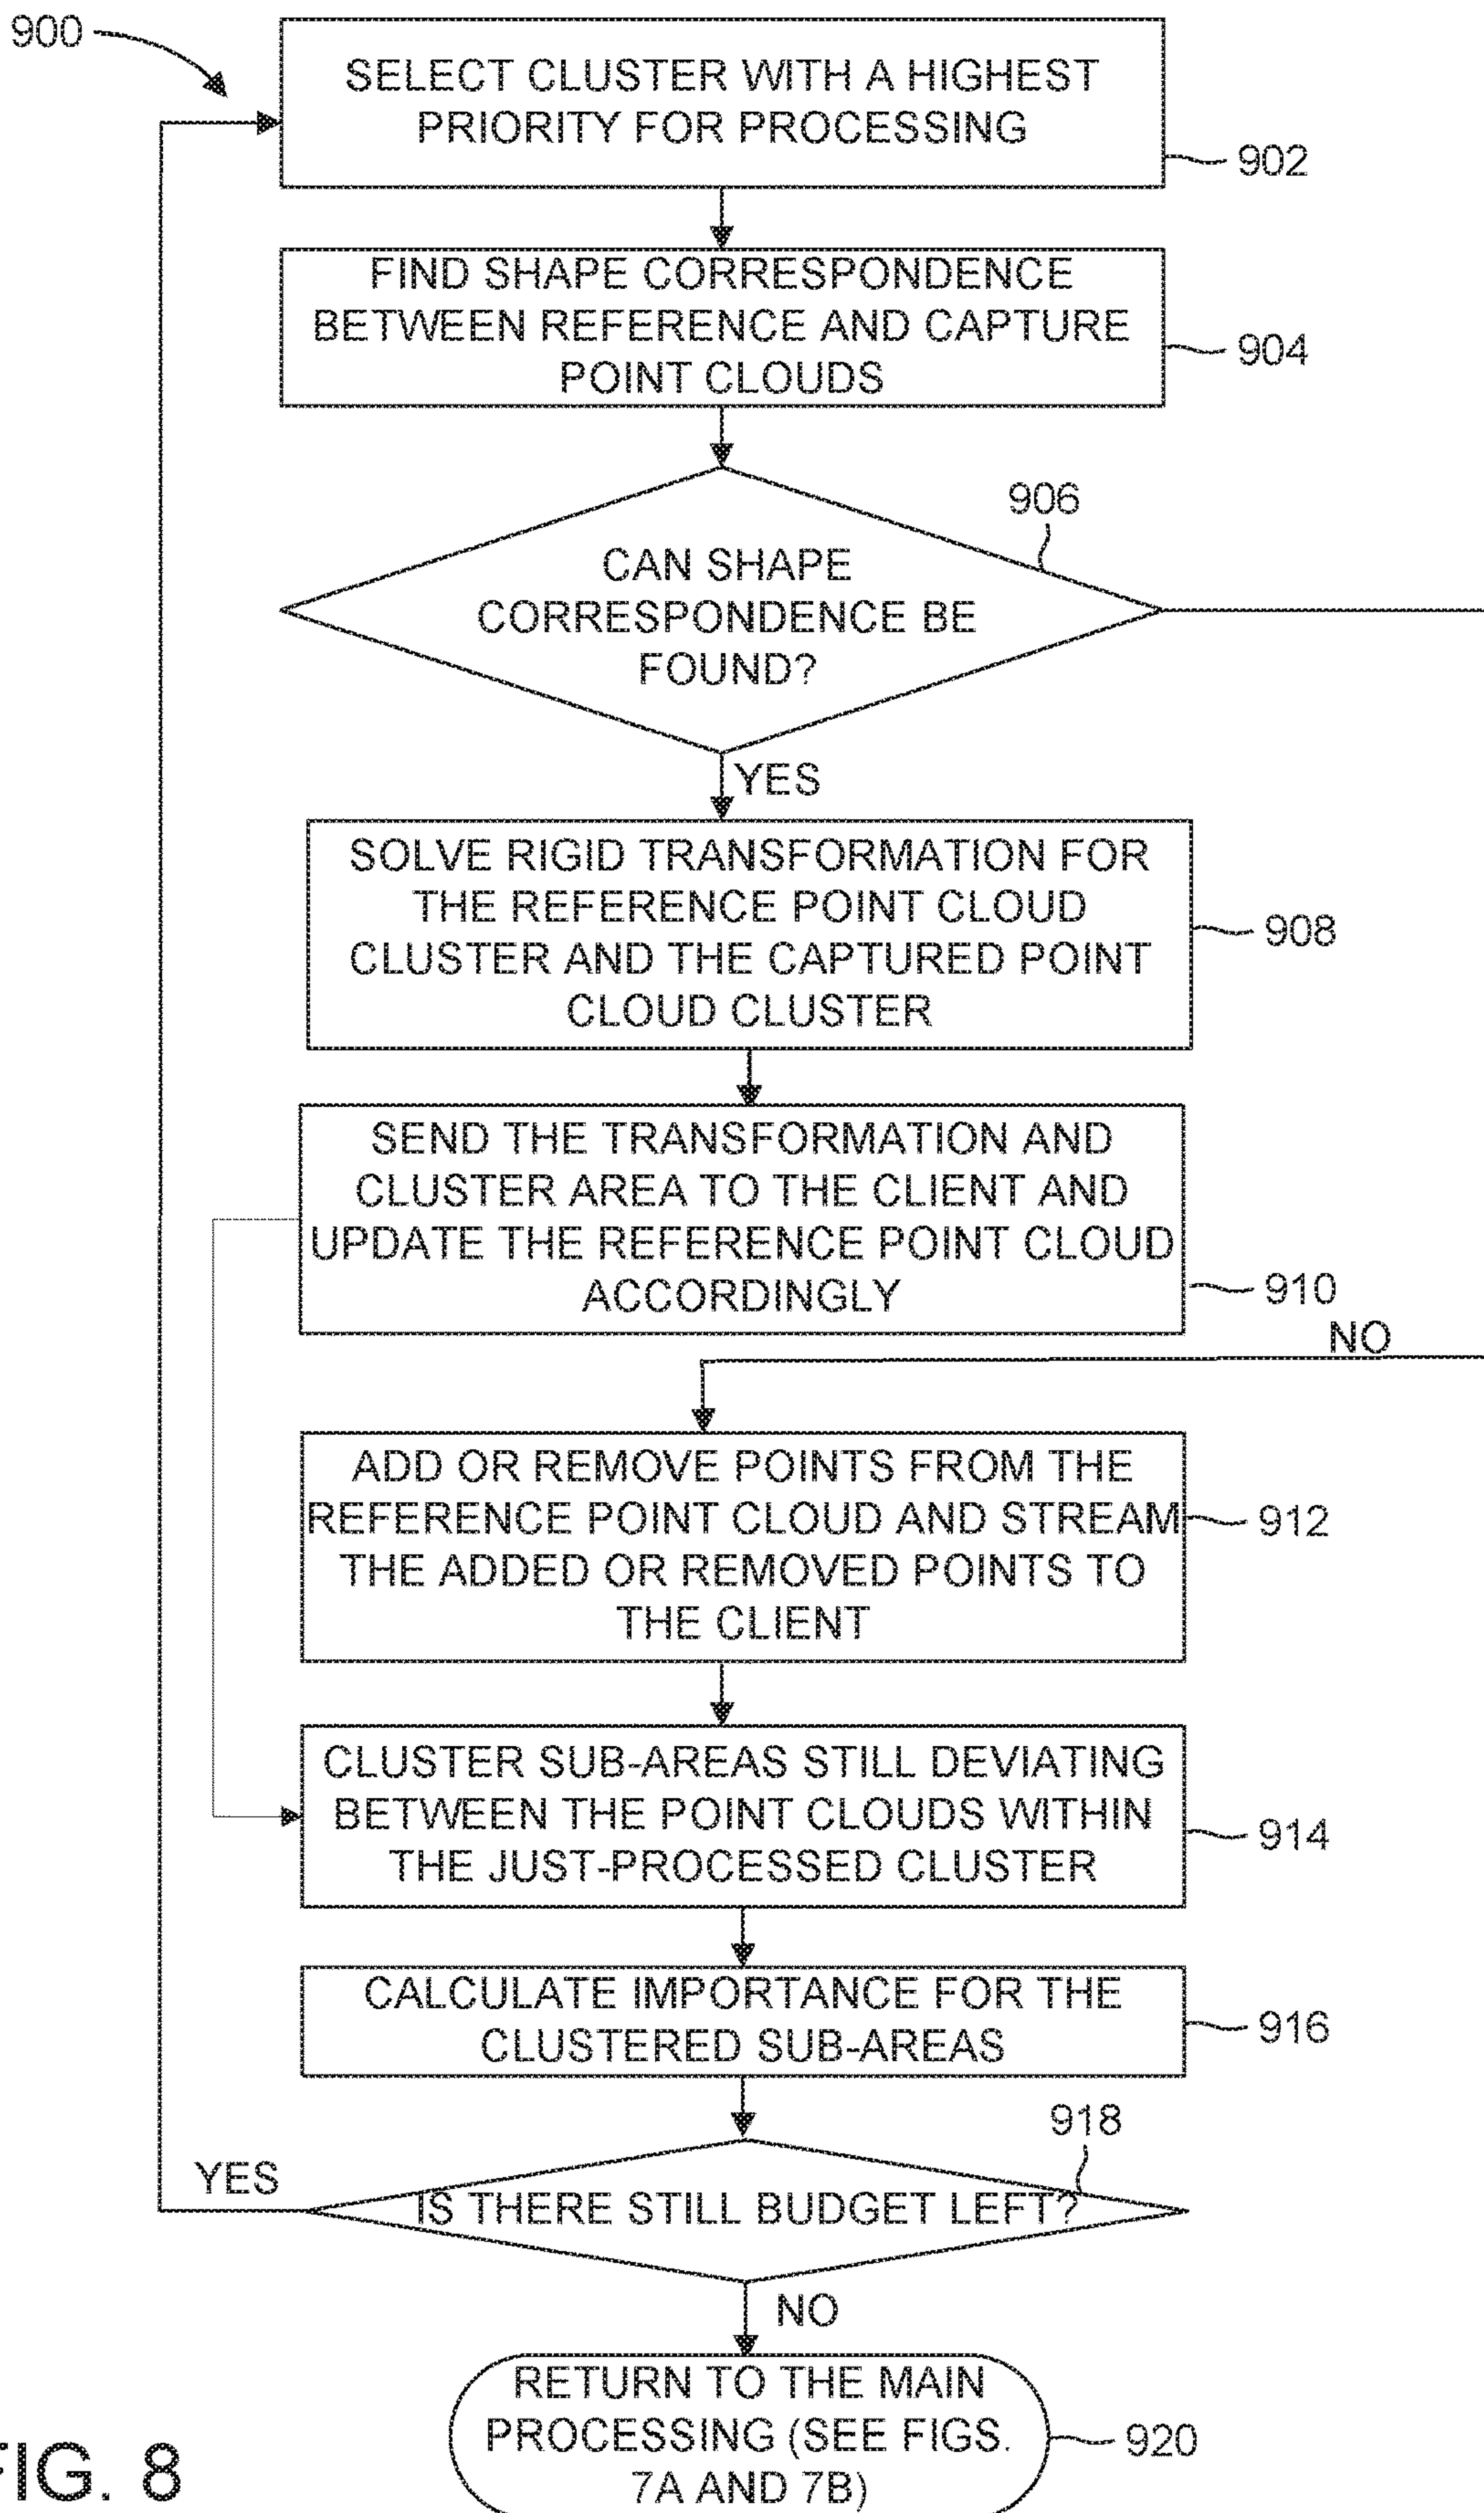 900
SELECT CLUSTER WITH A HIGHEST
PRIORITY FOR PROCESSING
902
FIND SHAPE CORRESPONDENCE
BETWEEN REFERENCE AND CAPTURE
POINT CLOUDS
904
906
CAN SHAPE
CORRESPONDENCE BE
FOUND?
YES
SOLVE RIGID TRANSFORMATION FOR
THE REFERENCE POINT CLOUD
CLUSTER AND THE CAPTURED POINT
CLOUD CLUSTER
908
SEND THE TRANSFORMATION AND
CLUSTER AREA TO THE CLIENT AND
UPDATE THE REFERENCE POINT CLOUD
ACCORDINGLY
910
NO
ADD OR REMOVE POINTS FROM THE
REFERENCE POINT CLOUD AND STREAM
THE ADDED OR REMOVED POINTS TO
THE CLIENT
912
CLUSTER SUB-AREAS STILL DEVIATING
BETWEEN THE POINT CLOUDS WITHIN
THE JUST-PROCESSED CLUSTER
914
CALCULATE IMPORTANCE FOR THE
CLUSTERED SUB-AREAS
916
918
YES
IS THERE STILL BUDGET LEFT?
NO
RETURN TO THE MAIN
PROCESSING (SEE FIGS.
7A AND 7B)
920
FIG. 8